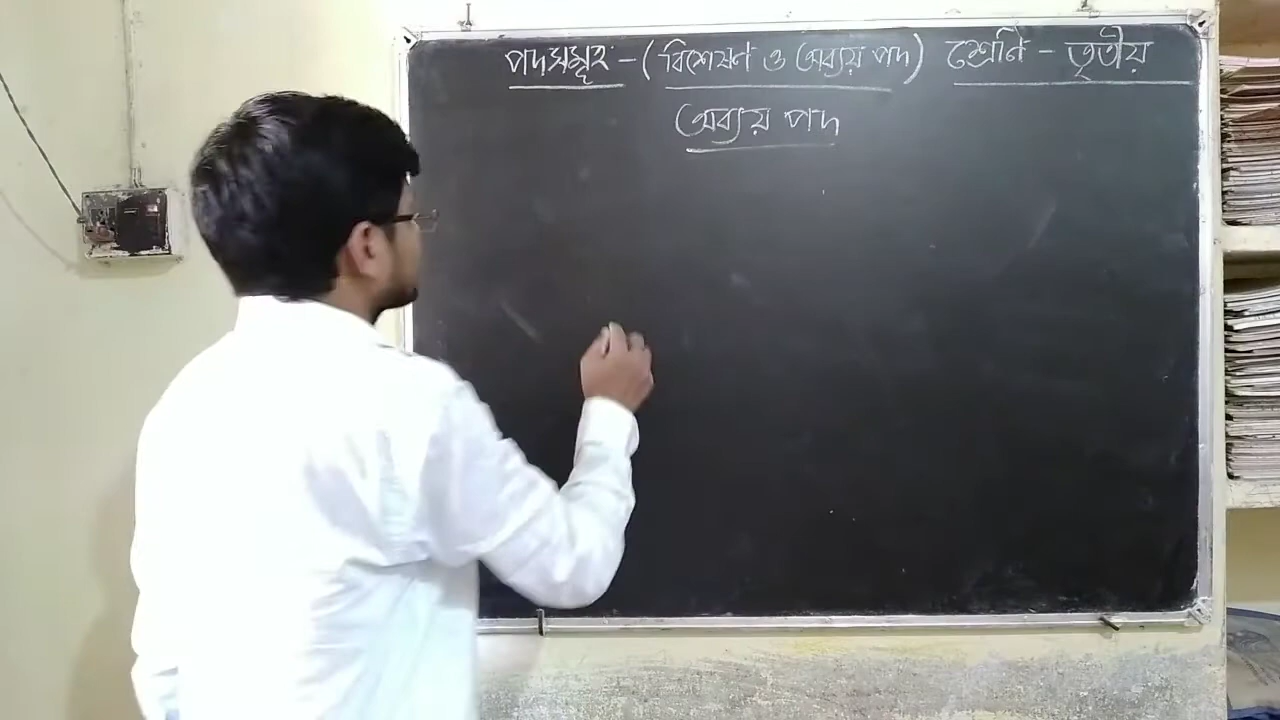 পদসমূহ - ( বিশেষণ ও অব্যয় পদ ) শ্রেণি - তৃতীয়
অব্যয় পদ